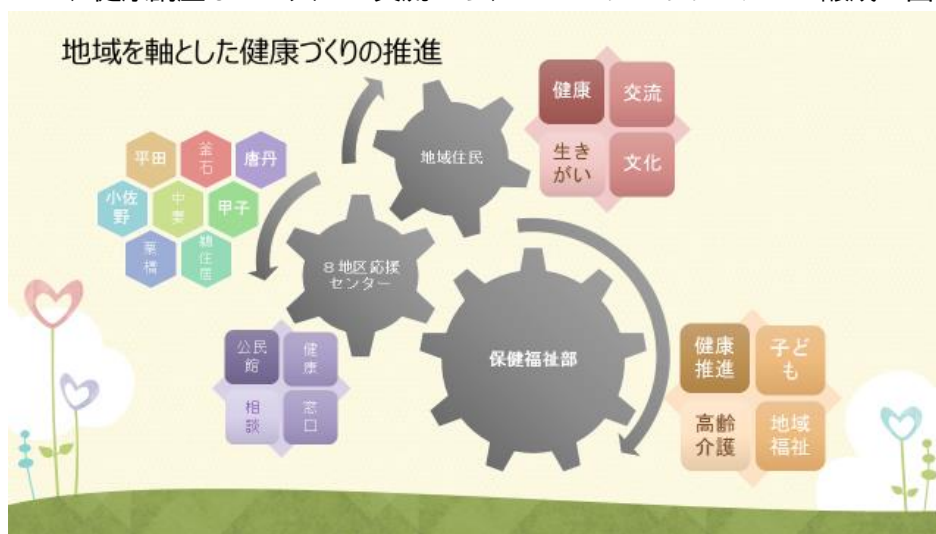 地域を軸とした健康づくりの推進
健康
交流
生き
がい
文化
地域住民
平田
釜石
唐丹
小佐
野
中妻
甲子
栗橋
鵜住居
8地区応援
センター
公民
館
健康
相談
窓口
保健福祉部
健康
推進
子ど
も
高齢
介護
地域
福祉